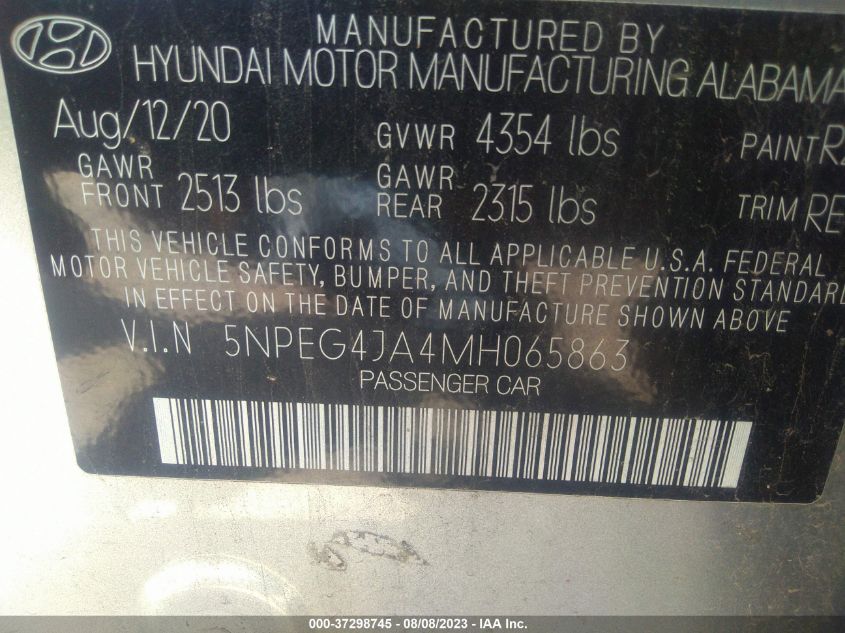 MANUFACTURED BY
HYUNDAI MOTOR MANUFACTURING ALABAMA
Aug/12/20 GVWR 4354 lbs PAINT
GAWR FRONT 2513 lbs GAWR REAR 2315 lbs TRIM RE
THIS VEHICLE CONFORMS TO ALL APPLICABLE U.S.A. FEDERAL
MOTOR VEHICLE SAFETY, BUMPER, AND THEFT PREVENTION STANDARD
IN EFFECT ON THE DATE OF MANUFACTURE SHOWN ABOVE
V.I.N 5NPEG4JA4MH065863
PASSENGER CAR
000-37298745 - 08/08/2023 - IAA Inc.